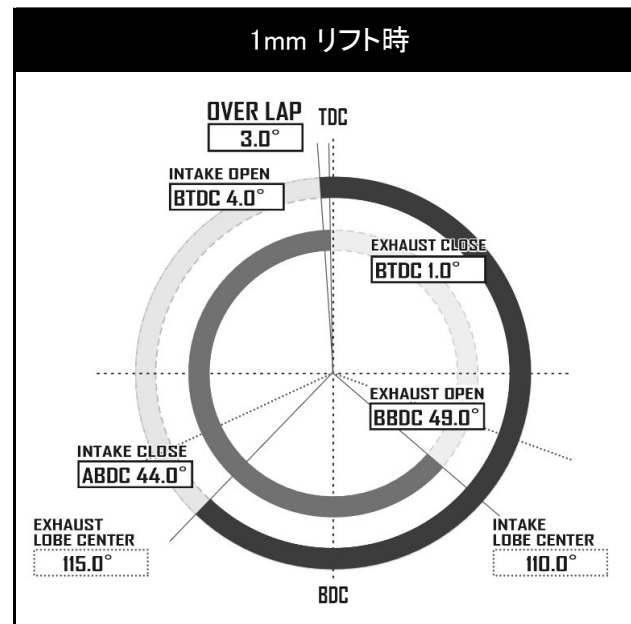 1mm リフト時
OVER LAP
3.0°
TDC
INTAKE OPEN
BTDC 4.0°
EXHAUST CLOSE
BTDC 1.0°
EXHAUST OPEN
BBDC 49.0°
INTAKE CLOSE
ABDC 44.0°
EXHAUST
LOBE CENTER
115.0°
INTAKE
LOBE CENTER
110.0°
BDC